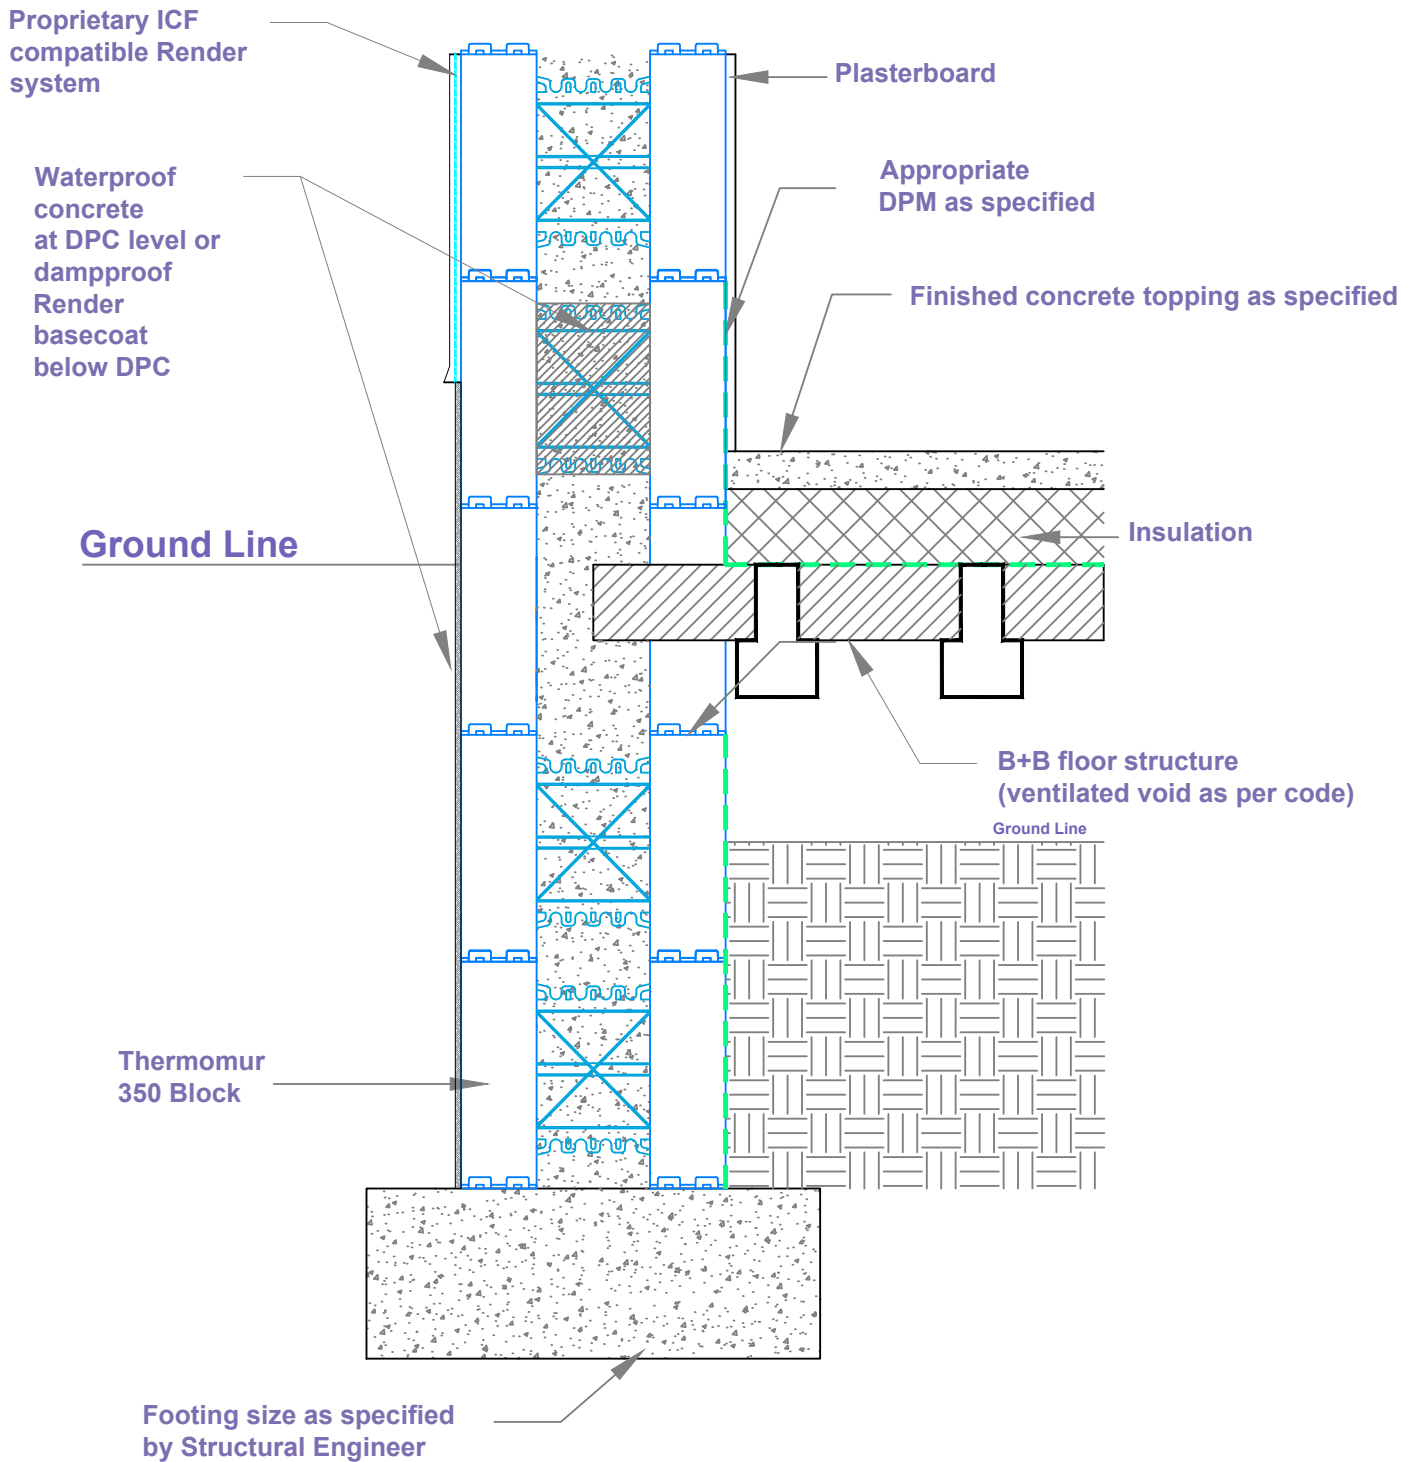 Proprietary ICF
compatible Render
system
Plasterboard
Waterproof
concrete
at DPC level or
dampproof
Render
basecoat
below DPC
Appropriate
DPM as specified
Finished concrete topping as specified
Insulation
Ground Line
B+B floor structure
(ventilated void as per code)
Ground Line
Thermomur
350 Block
Footing size as specified
by Structural Engineer